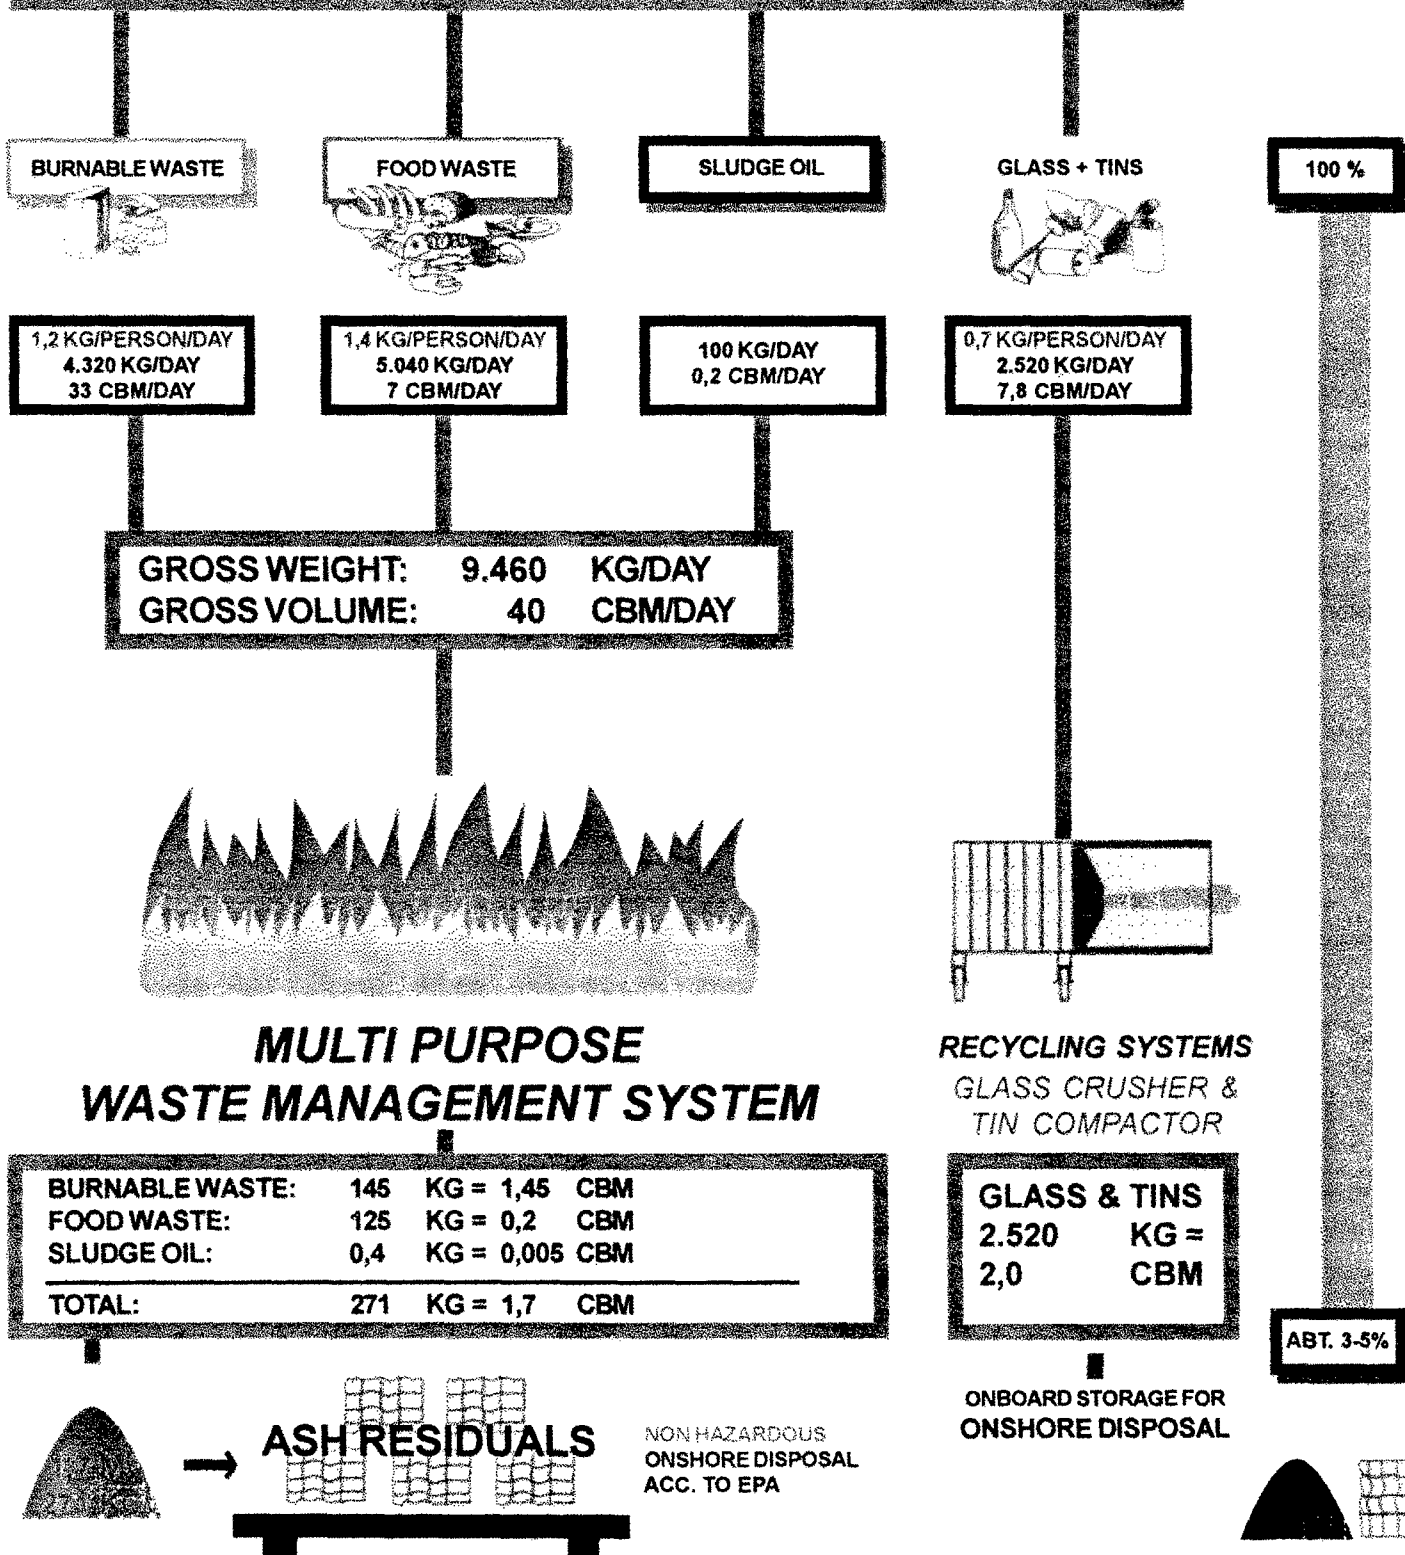 BURNABLE WASTE
FOOD WASTE
SLUDGE OIL
GLASS + TINS
100 %
1,2 KG/PERSON/DAY
4.320 KG/DAY
33 CBM/DAY
1,4 KG/PERSON/DAY
5.040 KG/DAY
7 CBM/DAY
100 KG/DAY
0,2 CBM/DAY
0,7 KG/PERSON/DAY
2.520 KG/DAY
7,8 CBM/DAY
GROSS WEIGHT: 9.460 KG/DAY
GROSS VOLUME: 40 CBM/DAY
MULTI PURPOSE
WASTE MANAGEMENT SYSTEM
RECYCLING SYSTEMS
GLASS CRUSHER &
TIN COMPACTOR
BURNABLE WASTE: 145 KG = 1,45 CBM
FOOD WASTE: 125 KG = 0,2 CBM
SLUDGE OIL: 0,4 KG = 0,005 CBM
TOTAL: 271 KG = 1,7 CBM
GLASS & TINS
2.520 KG =
2,0 CBM
ABT. 3-5%
ONBOARD STORAGE FOR
ONSHORE DISPOSAL
ASH RESIDUALS
NON HAZARDOUS
ONSHORE DISPOSAL
ACC. TO EPA